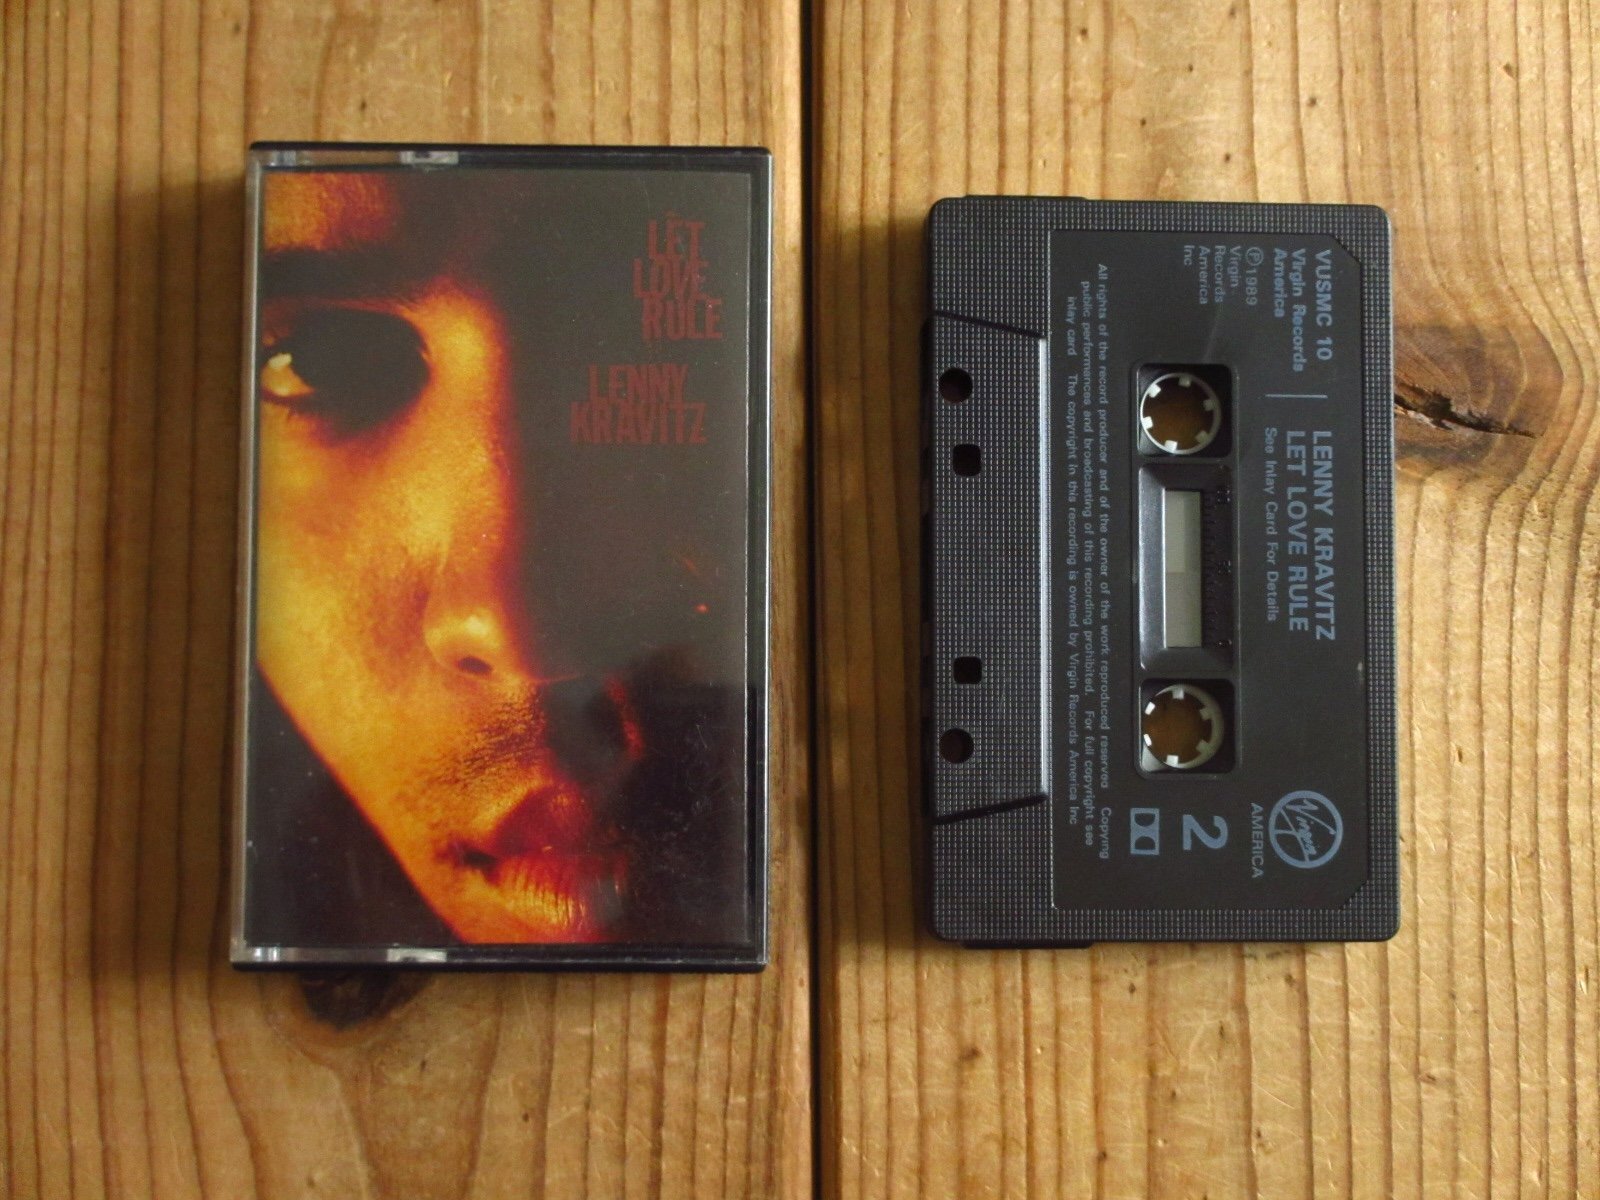 LET
LOVE
RULE
LENNY
KRAVITZ
VUSMC 10
Virgin Records
America
℗1989
Virgin
Records
America
Inc
LENNY KRAVITZ
LET LOVE RULE
See Inlay Card For Details
Virgin
AMERICA
2
All rights of the record producer and of the owner of the work reproduced reserved Copying
public performances and broadcasting of this recording prohibited. For full copyright see
inlay card The copyright in this recording is owned by Virgin Records America Inc